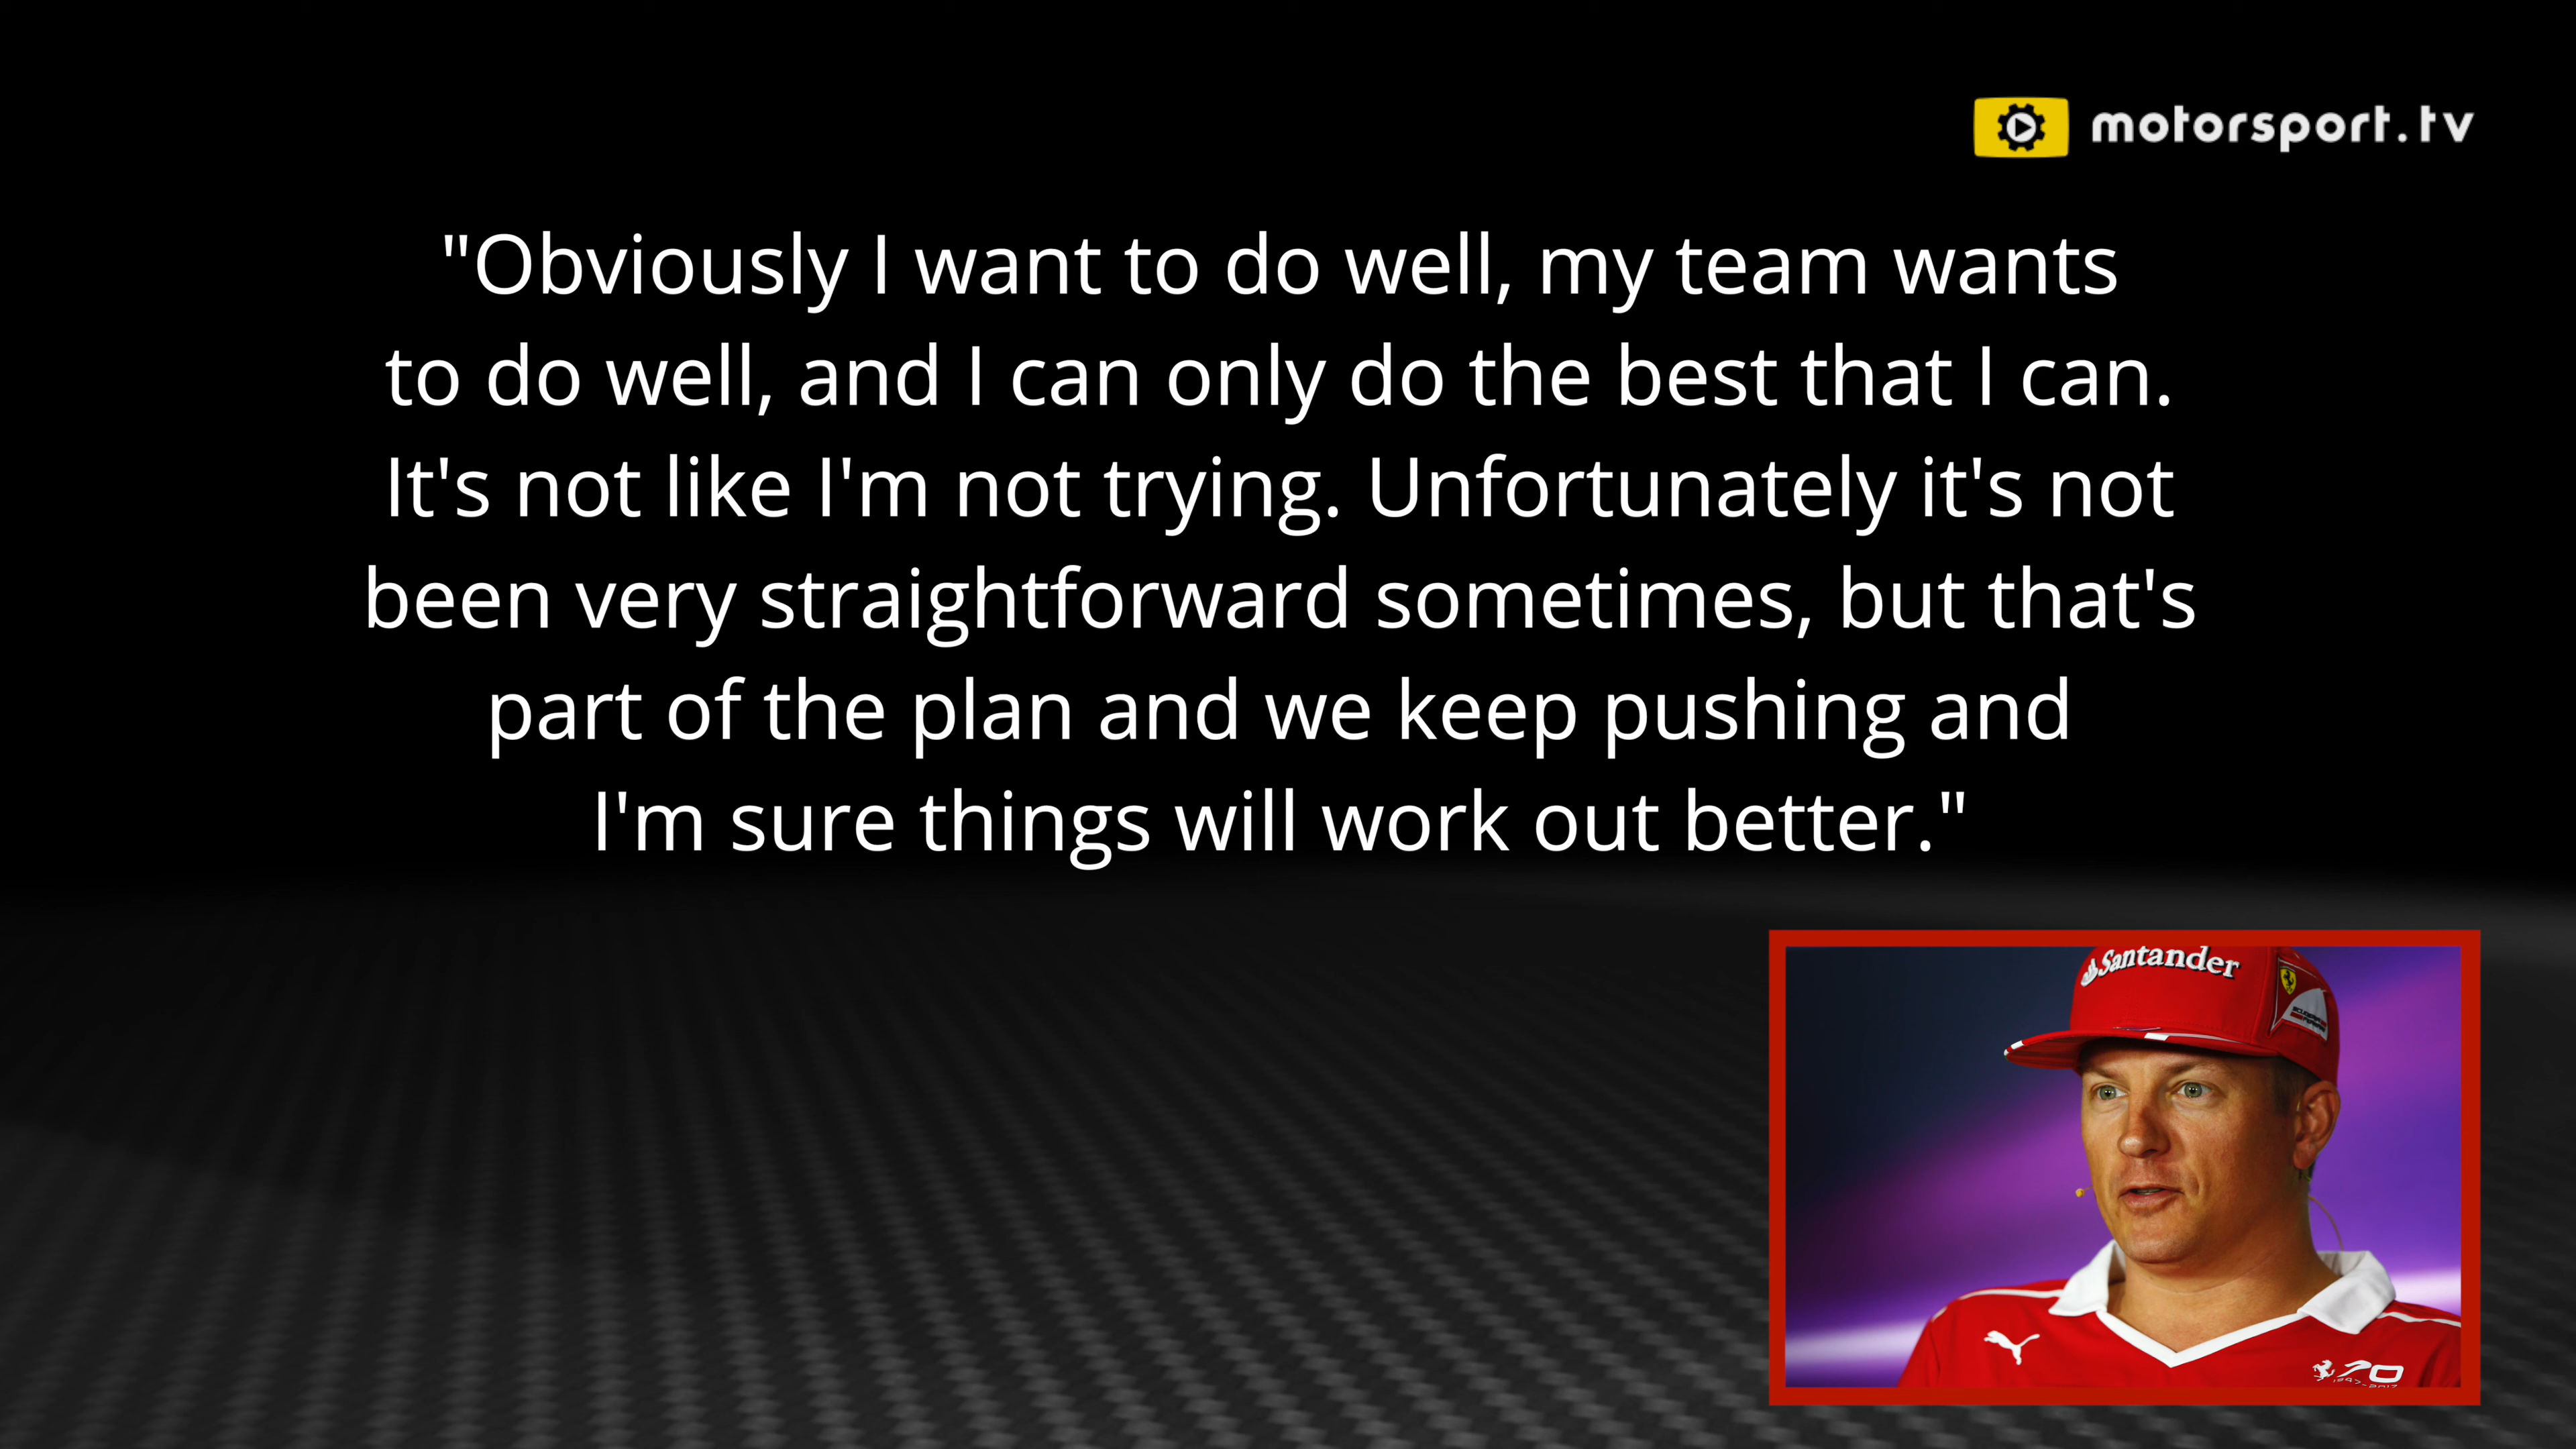 motorsport.tv
"Obviously I want to do well, my team wants
to do well, and I can only do the best that I can.
It's not like I'm not trying. Unfortunately it's not
been very straightforward sometimes, but that's
part of the plan and we keep pushing and
I'm sure things will work out better."
Santander
70